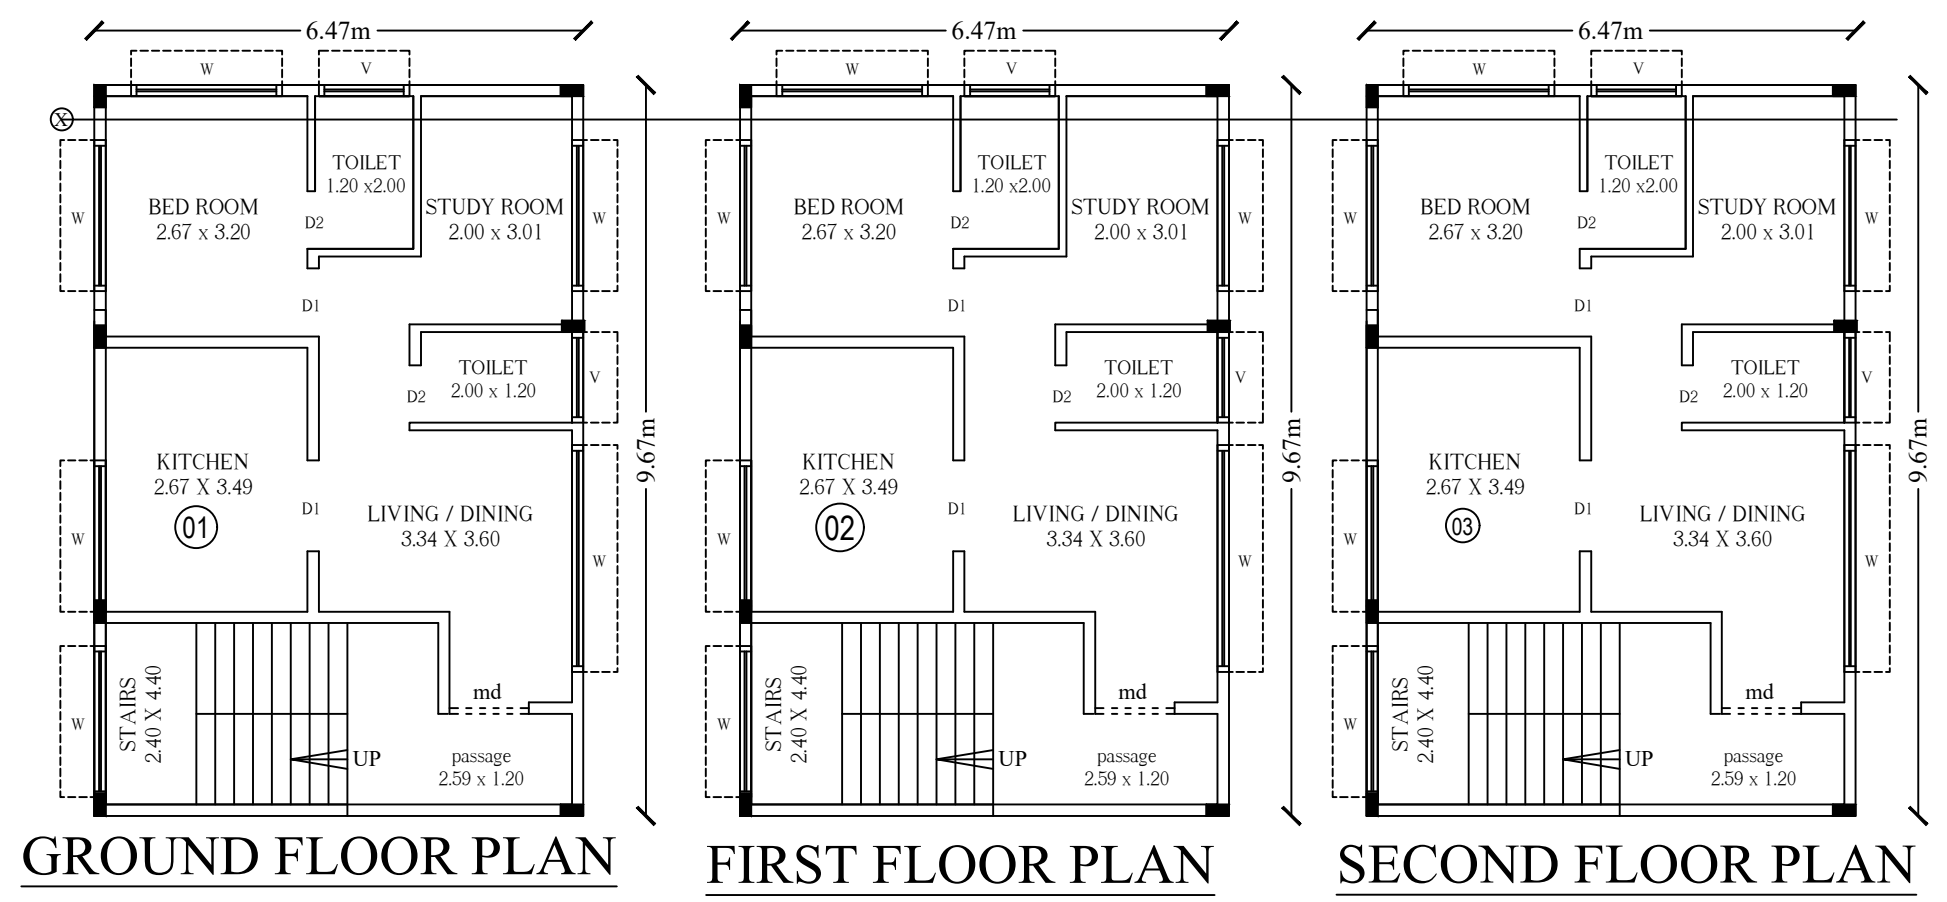 6.47m
W
V
X
TOILET
1.20 x2.00
BED ROOM
2.67 x 3.20
STUDY ROOM
2.00 x 3.01
W
D2
W
D1
TOILET
2.00 x 1.20
V
D2
9.67m
KITCHEN
2.67 X 3.49
01
D1
LIVING / DINING
3.34 X 3.60
W
W
STAIRS
2.40 X 4.40
W
md
UP
passage
2.59 x 1.20
GROUND FLOOR PLAN
6.47m
W
V
TOILET
1.20 x2.00
BED ROOM
2.67 x 3.20
STUDY ROOM
2.00 x 3.01
W
D2
W
D1
TOILET
2.00 x 1.20
V
D2
9.67m
KITCHEN
2.67 X 3.49
02
D1
LIVING / DINING
3.34 X 3.60
W
W
STAIRS
2.40 X 4.40
W
md
UP
passage
2.59 x 1.20
FIRST FLOOR PLAN
6.47m
W
V
TOILET
1.20 x2.00
BED ROOM
2.67 x 3.20
STUDY ROOM
2.00 x 3.01
W
D2
W
D1
TOILET
2.00 x 1.20
V
D2
9.67m
KITCHEN
2.67 X 3.49
03
D1
LIVING / DINING
3.34 X 3.60
W
W
STAIRS
2.40 X 4.40
W
md
UP
passage
2.59 x 1.20
SECOND FLOOR PLAN